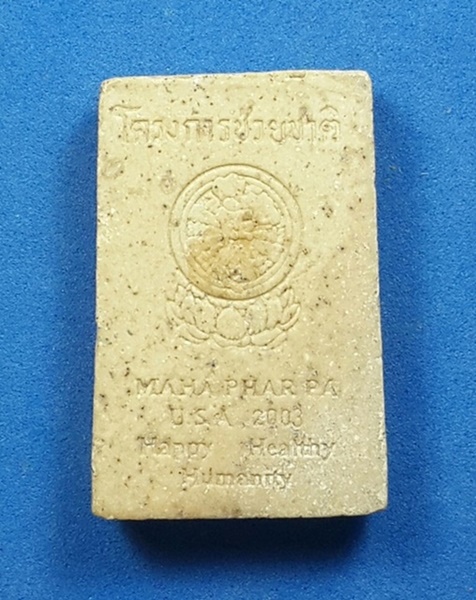 โครงการช่วยชาติ
MAHA PHAR PA
U.S.A. 2003
Happy Healthy
Humanity